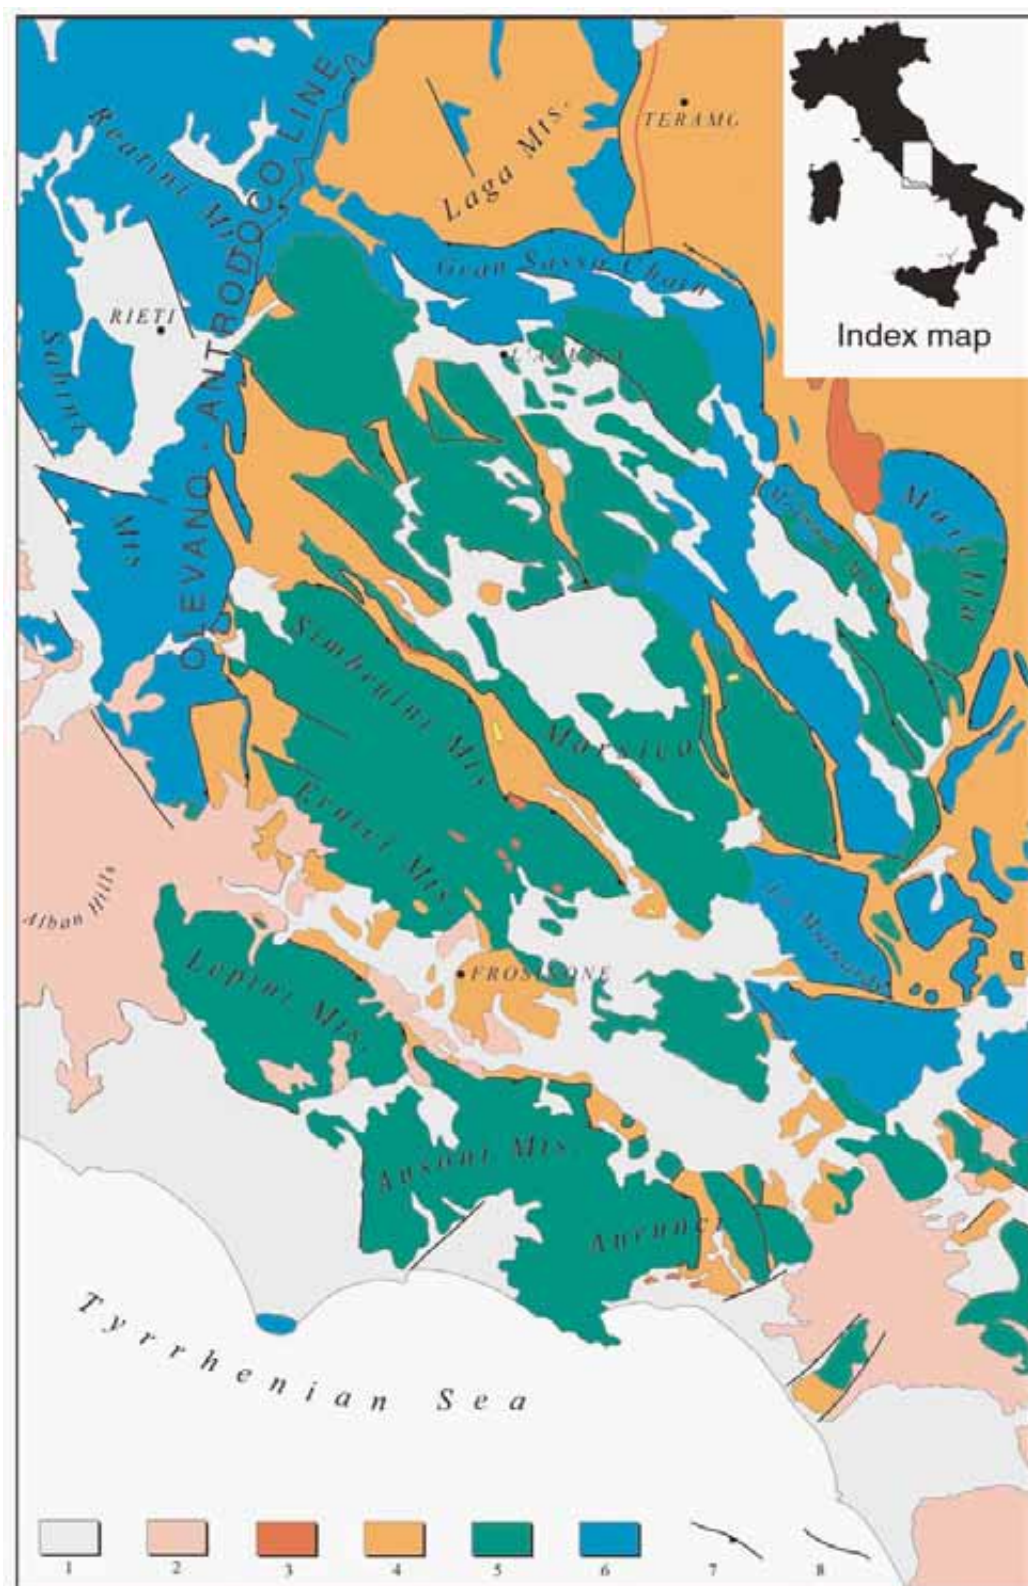 OLEVANO - ANTRODOCO LINE
Reatini Mts
Laga Mts.
TERAMO
Gran Sasso Chain
Index map
RIETI
Sabini
Mts
L'AQUILA
Maiella
Simbruini Mts
Marsica
Ernici Mts.
Alban Hills
Lepini Mts.
FROSINONE
Ausoni Mts.
Aurunci
Tyrrhenian Sea
1 2 3 4 5 6 7 8